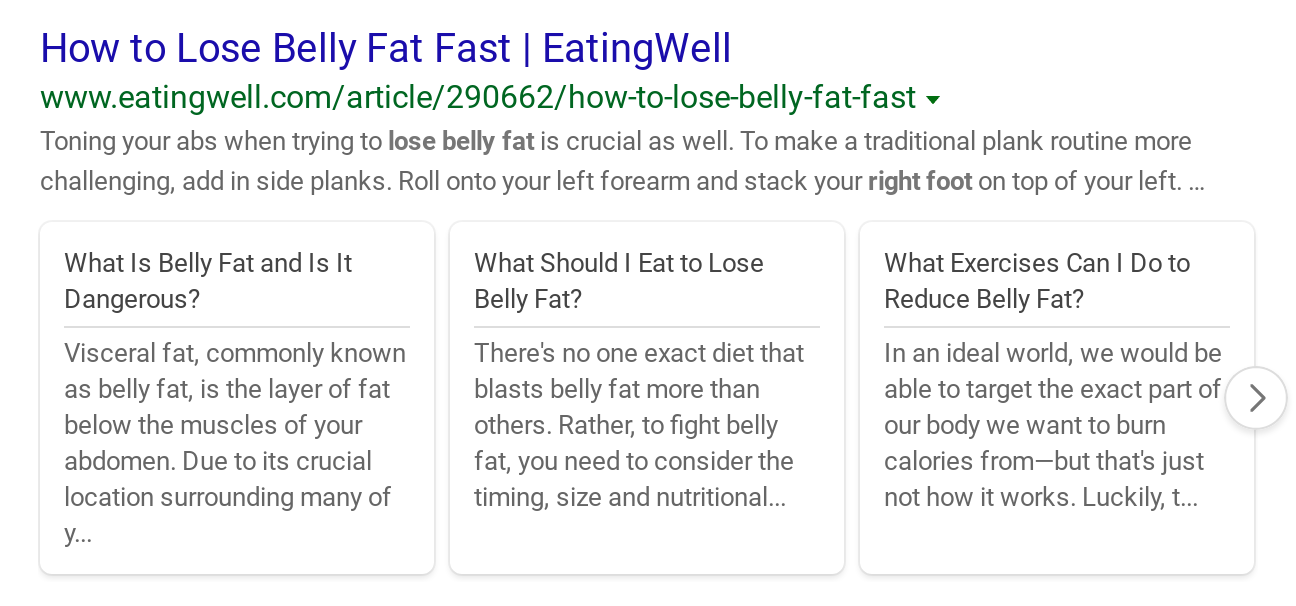 How to Lose Belly Fat Fast | EatingWell
www.eatingwell.com/article/290662/how-to-lose-belly-fat-fast
Toning your abs when trying to lose belly fat is crucial as well. To make a traditional plank routine more
challenging, add in side planks. Roll onto your left forearm and stack your right foot on top of your left. ...
What Is Belly Fat and Is It
Dangerous?
Visceral fat, commonly known
as belly fat, is the layer of fat
below the muscles of your
abdomen. Due to its crucial
location surrounding many of
y...
What Should I Eat to Lose
Belly Fat?
There's no one exact diet that
blasts belly fat more than
others. Rather, to fight belly
fat, you need to consider the
timing, size and nutritional...
What Exercises Can I Do to
Reduce Belly Fat?
In an ideal world, we would be
able to target the exact part of
our body we want to burn
calories from—but that's just
not how it works. Luckily, t...